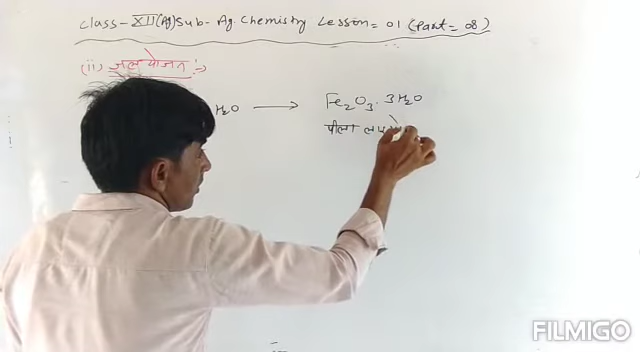 Class-XII(Ag) Sub-Ag. Chemistry Lesson=01 (Part=08)
(ii) जल योजन :-
H₂O ⟶ Fe₂O₃·3H₂O
पीला
FILMIGO